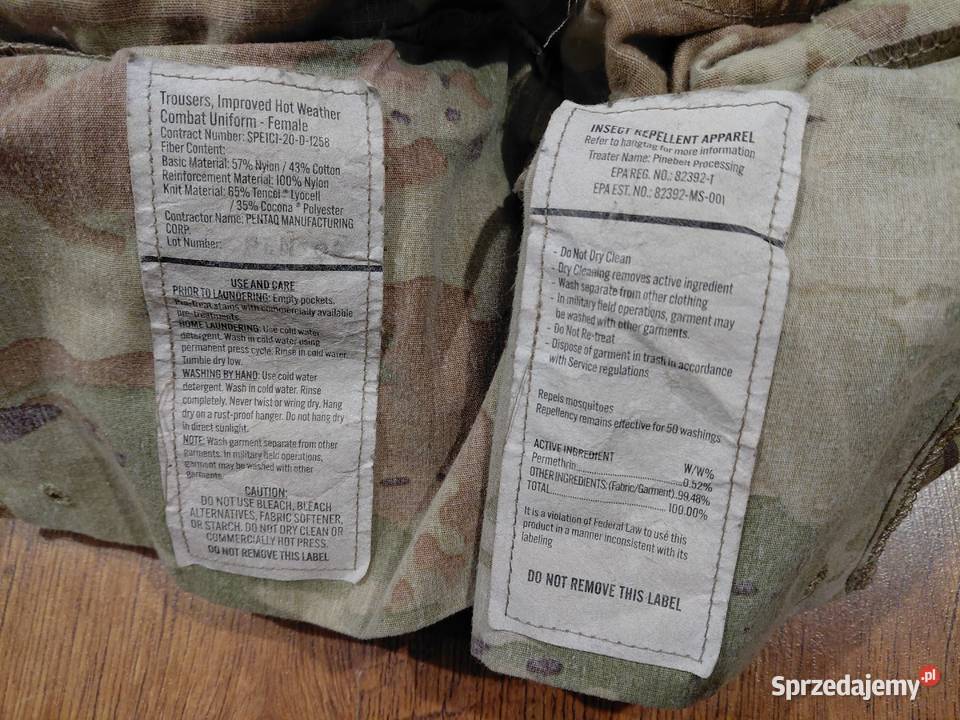 Trousers, Improved Hot Weather
Combat Uniform - Female
Contract Number: SPE1C1-20-D-1258
Fiber Content:
Basic Material: 57% Nylon / 43% Cotton
Reinforcement Material: 100% Nylon
Knit Material: 65% Tencel® Lyocell
/ 35% Cocona® Polyester
Contractor Name: PENTAQ MANUFACTURING
CORP.
Lot Number:
USE AND CARE
PRIOR TO LAUNDERING: Empty pockets.
Pre-treat stains with commercially available
pre-treatments.
HOME LAUNDERING: Use cold water
detergent. Wash in cold water using
permanent press cycle. Rinse in cold water.
Tumble dry low.
WASHING BY HAND: Use cold water
detergent. Wash in cold water. Rinse
completely. Never twist or wring dry. Hang
dry on a rust-proof hanger. Do not hang dry
in direct sunlight.
NOTE: Wash garment separate from other
garments. In military field operations,
garment may be washed with other
garments.
CAUTION:
DO NOT USE BLEACH, BLEACH
ALTERNATIVES, FABRIC SOFTENER,
OR STARCH. DO NOT DRY CLEAN OR
COMMERCIALLY HOT PRESS.
DO NOT REMOVE THIS LABEL
INSECT REPELLENT APPAREL
Refer to hangtag for more information
Treater Name: Pinebelt Processing
EPA REG. NO.: 82392-1
EPA EST. NO.: 82392-MS-001
- Do Not Dry Clean
- Dry Cleaning removes active ingredient
- Wash separate from other clothing
- In military field operations, garment may
be washed with other garments.
- Do Not Re-treat
- Dispose of garment in trash in accordance
with Service regulations
Repels mosquitoes
Repellency remains effective for 50 washings
ACTIVE INGREDIENT W/W%
Permethrin...0.52%
OTHER INGREDIENTS: (Fabric/Garment)..99.48%
TOTAL...100.00%
It is a violation of Federal Law to use this
product in a manner inconsistent with its
labeling
DO NOT REMOVE THIS LABEL
Sprzedajemy.pl